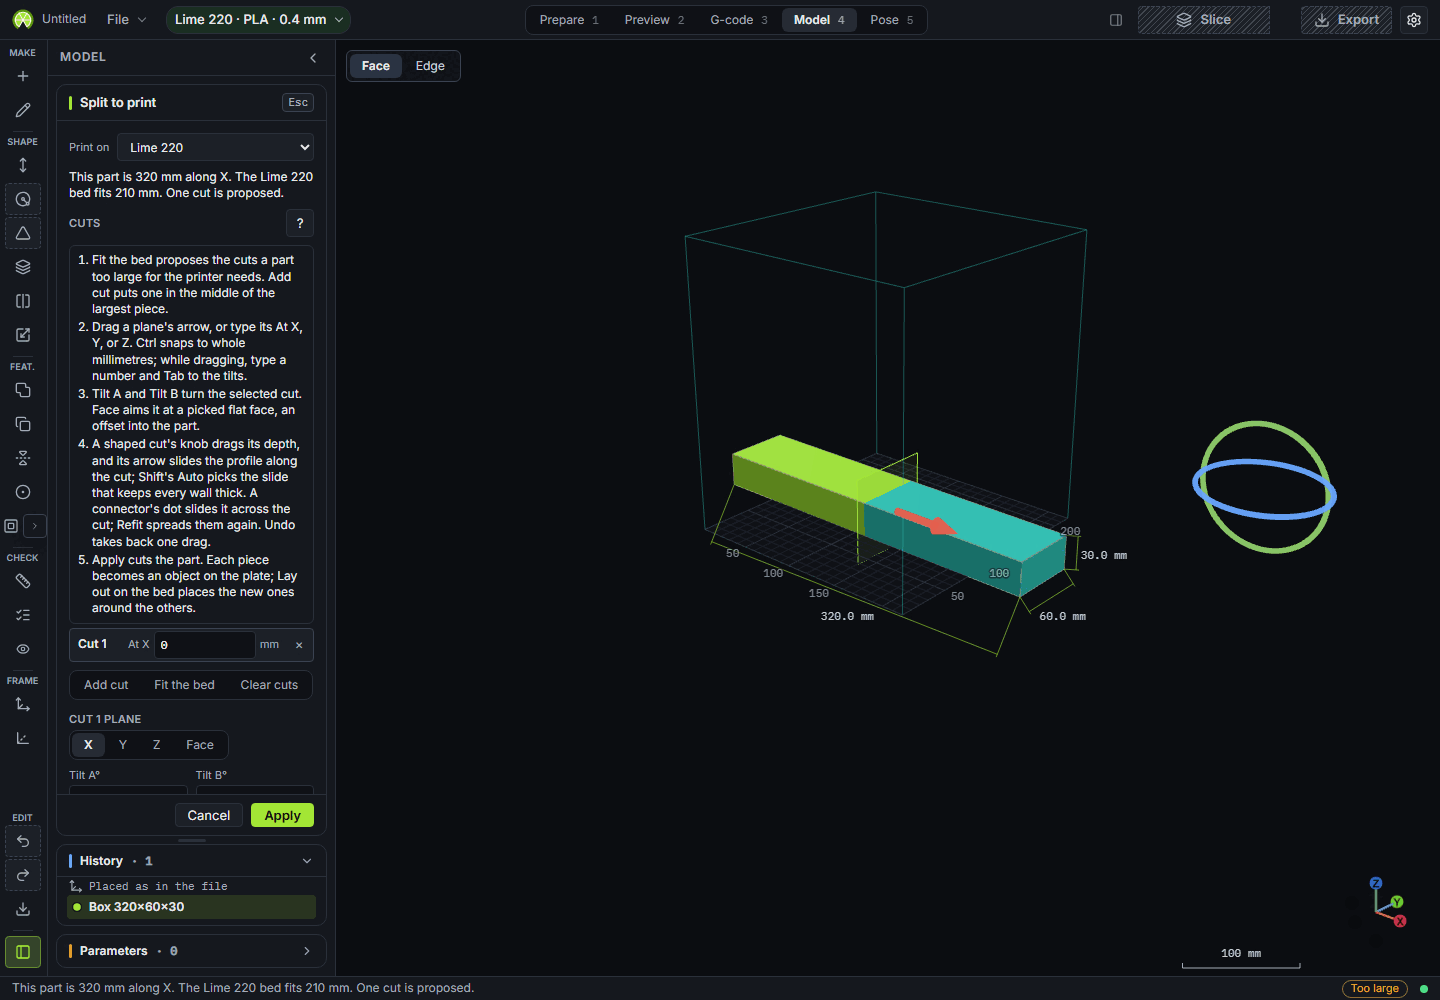 Untitled
File
Lime 220 · PLA · 0.4 mm
Prepare 1
Preview 2
G-code 3
Model 4
Pose 5
Slice
Export
MAKE
SHAPE
FEAT.
CHECK
FRAME
EDIT
MODEL
Split to print
Esc
Print on
Lime 220
This part is 320 mm along X. The Lime 220
bed fits 210 mm. One cut is proposed.
CUTS
?
1. Fit the bed proposes the cuts a part
too large for the printer needs. Add
cut puts one in the middle of the
largest piece.
2. Drag a plane's arrow, or type its At X,
Y, or Z. Ctrl snaps to whole
millimetres; while dragging, type a
number and Tab to the tilts.
3. Tilt A and Tilt B turn the selected cut.
Face aims it at a picked flat face, an
offset into the part.
4. A shaped cut's knob drags its depth,
and its arrow slides the profile along
the cut; Shift's Auto picks the slide
that keeps every wall thick. A
connector's dot slides it across the
cut; Refit spreads them again. Undo
takes back one drag.
5. Apply cuts the part. Each piece
becomes an object on the plate; Lay
out on the bed places the new ones
around the others.
Cut 1
At X
0
mm
×
Add cut
Fit the bed
Clear cuts
CUT 1 PLANE
X
Y
Z
Face
Tilt A°
Tilt B°
Cancel
Apply
History · 1
Placed as in the file
Box 320×60×30
Parameters · 0
Face
Edge
50
100
150
320.0 mm
50
100
200
30.0 mm
60.0 mm
Z
Y
X
100 mm
This part is 320 mm along X. The Lime 220 bed fits 210 mm. One cut is proposed.
Too large